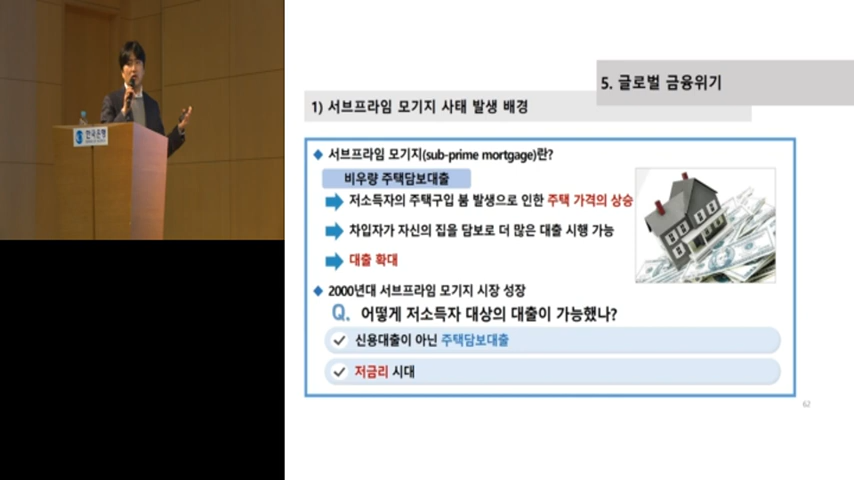 한국은행
5. 글로벌 금융위기
1) 서브프라임 모기지 사태 발생 배경
서브프라임 모기지(sub-prime mortgage)란?
비우량 주택담보대출
저소득자의 주택구입 붐 발생으로 인한 주택 가격의 상승
차입자가 자신의 집을 담보로 더 많은 대출 시행 가능
대출 확대
2000년대 서브프라임 모기지 시장 성장
Q. 어떻게 저소득자 대상의 대출이 가능했나?
신용대출이 아닌 주택담보대출
저금리 시대
62